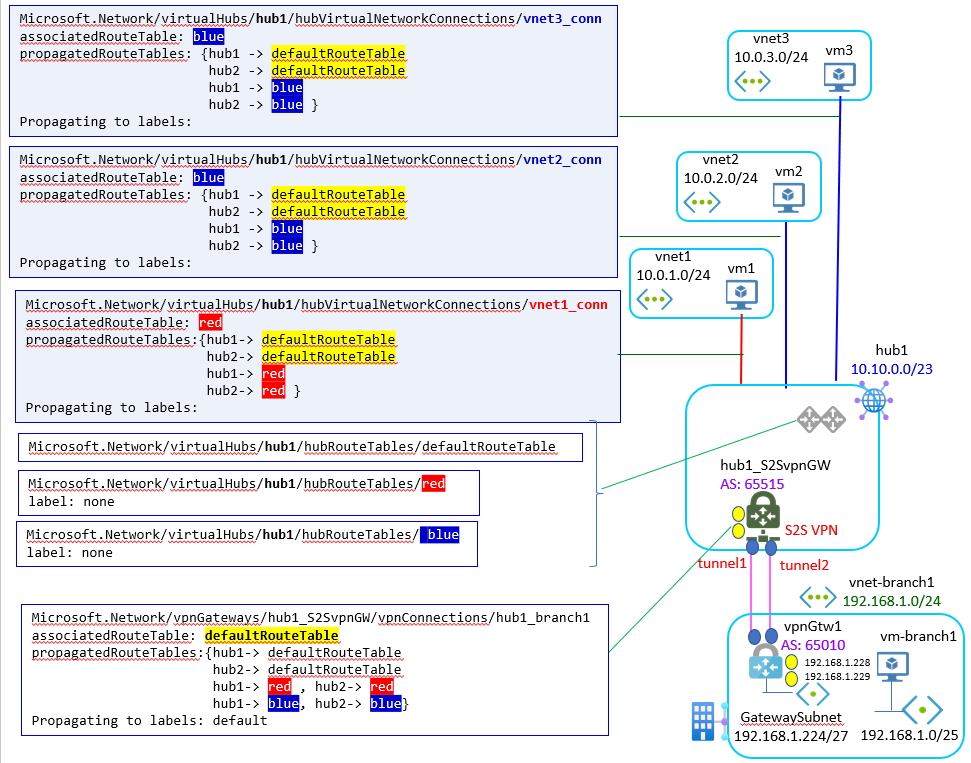 Microsoft.Network/virtualHubs/hub1/hubVirtualNetworkConnections/vnet3_conn
associatedRouteTable: blue
propagatedRouteTables: {hub1 -> defaultRouteTable
hub2 -> defaultRouteTable
hub1 -> blue
hub2 -> blue }
Propagating to labels:
Microsoft.Network/virtualHubs/hub1/hubVirtualNetworkConnections/vnet2_conn
associatedRouteTable: blue
propagatedRouteTables: {hub1 -> defaultRouteTable
hub2 -> defaultRouteTable
hub1 -> blue
hub2 -> blue }
Propagating to labels:
Microsoft.Network/virtualHubs/hub1/hubVirtualNetworkConnections/vnet1_conn
associatedRouteTable: red
propagatedRouteTables:{hub1-> defaultRouteTable
hub2-> defaultRouteTable
hub1-> red
hub2-> red }
Propagating to labels:
Microsoft.Network/virtualHubs/hub1/hubRouteTables/defaultRouteTable
Microsoft.Network/virtualHubs/hub1/hubRouteTables/red
label: none
Microsoft.Network/virtualHubs/hub1/hubRouteTables/ blue
label: none
Microsoft.Network/vpnGateways/hub1_S2SvpnGW/vpnConnections/hub1_branch1
associatedRouteTable: defaultRouteTable
propagatedRouteTables:{hub1-> defaultRouteTable
hub2-> defaultRouteTable
hub1-> red , hub2-> red
hub1-> blue, hub2-> blue}
Propagating to labels: default
vnet3
10.0.3.0/24
vm3
vnet2
10.0.2.0/24
vm2
vnet1
10.0.1.0/24
vm1
hub1
10.10.0.0/23
hub1_S2SvpnGW
AS: 65515
S2S VPN
tunnel1
tunnel2
vnet-branch1
192.168.1.0/24
vpnGtw1
AS: 65010
vm-branch1
192.168.1.228
192.168.1.229
GatewaySubnet
192.168.1.224/27
192.168.1.0/25